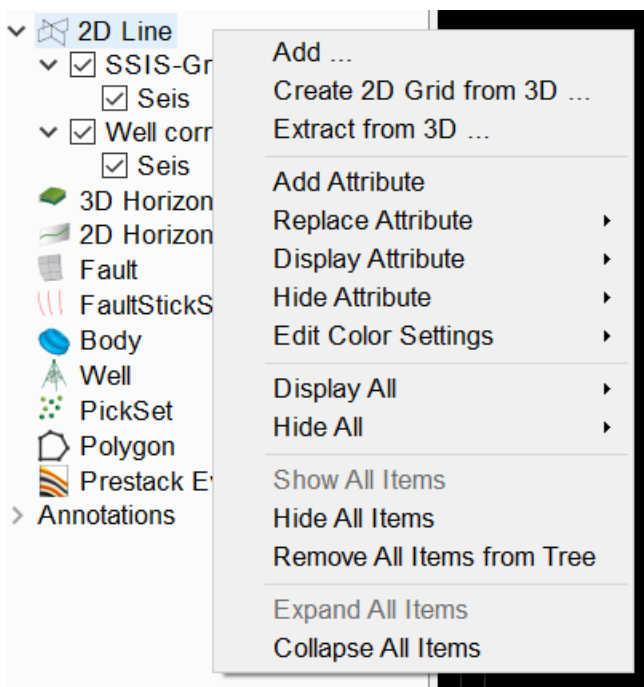 2D Line
SSIS-Gr
Seis
Well corr
Seis
3D Horizon
2D Horizon
Fault
FaultStickS
Body
Well
PickSet
Polygon
Prestack E
Annotations
Add ...
Create 2D Grid from 3D ...
Extract from 3D ...
Add Attribute
Replace Attribute
Display Attribute
Hide Attribute
Edit Color Settings
Display All
Hide All
Show All Items
Hide All Items
Remove All Items from Tree
Expand All Items
Collapse All Items